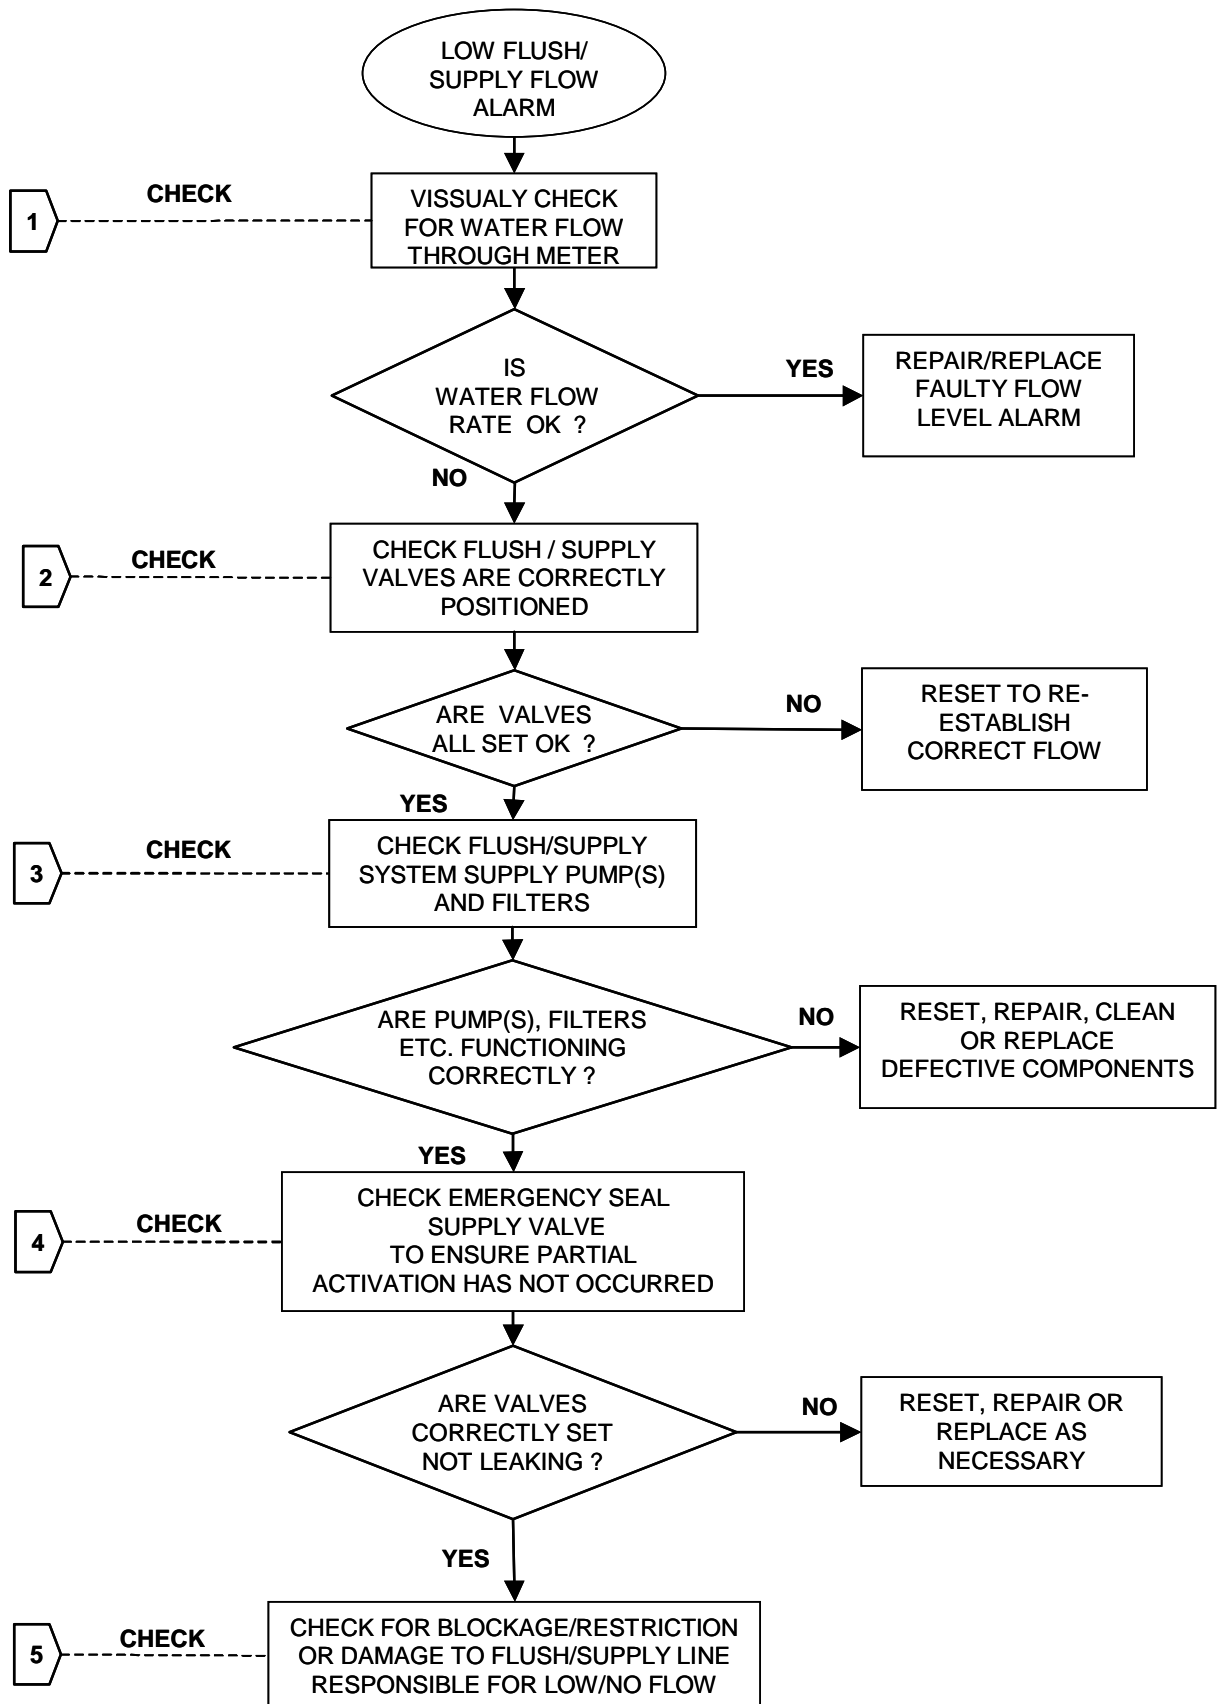 LOW FLUSH/
SUPPLY FLOW
ALARM
CHECK
1
VISSUALY CHECK
FOR WATER FLOW
THROUGH METER
IS
WATER FLOW
RATE OK ?
YES
REPAIR/REPLACE
FAULTY FLOW
LEVEL ALARM
NO
CHECK
2
CHECK FLUSH / SUPPLY
VALVES ARE CORRECTLY
POSITIONED
ARE VALVES
ALL SET OK ?
NO
RESET TO RE-
ESTABLISH
CORRECT FLOW
YES
CHECK
3
CHECK FLUSH/SUPPLY
SYSTEM SUPPLY PUMP(S)
AND FILTERS
ARE PUMP(S), FILTERS
ETC. FUNCTIONING
CORRECTLY ?
NO
RESET, REPAIR, CLEAN
OR REPLACE
DEFECTIVE COMPONENTS
YES
CHECK
4
CHECK EMERGENCY SEAL
SUPPLY VALVE
TO ENSURE PARTIAL
ACTIVATION HAS NOT OCCURRED
ARE VALVES
CORRECTLY SET
NOT LEAKING ?
NO
RESET, REPAIR OR
REPLACE AS
NECESSARY
YES
CHECK
5
CHECK FOR BLOCKAGE/RESTRICTION
OR DAMAGE TO FLUSH/SUPPLY LINE
RESPONSIBLE FOR LOW/NO FLOW